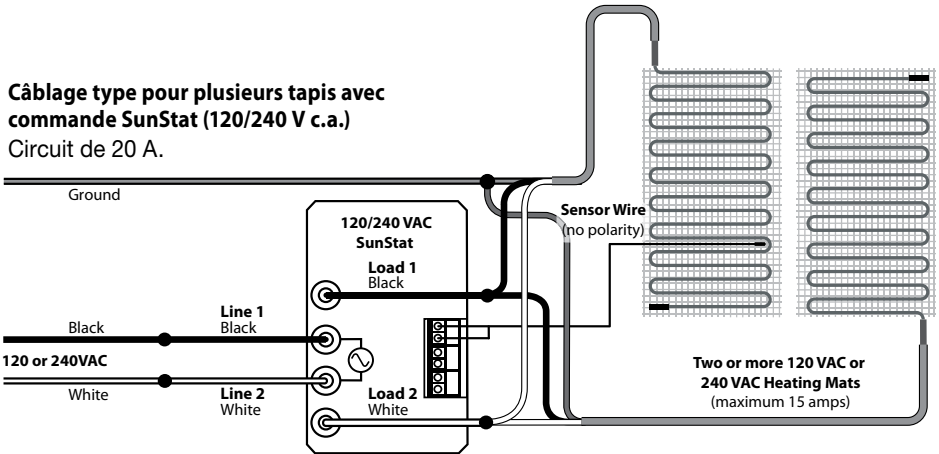 Câblage type pour plusieurs tapis avec
commande SunStat (120/240 V c.a.)
Circuit de 20 A.
Ground
120/240 VAC
SunStat
Load 1
Black
Sensor Wire
(no polarity)
Line 1
Black
Black
120 or 240VAC
White
Line 2
White
Load 2
White
Two or more 120 VAC or
240 VAC Heating Mats
(maximum 15 amps)